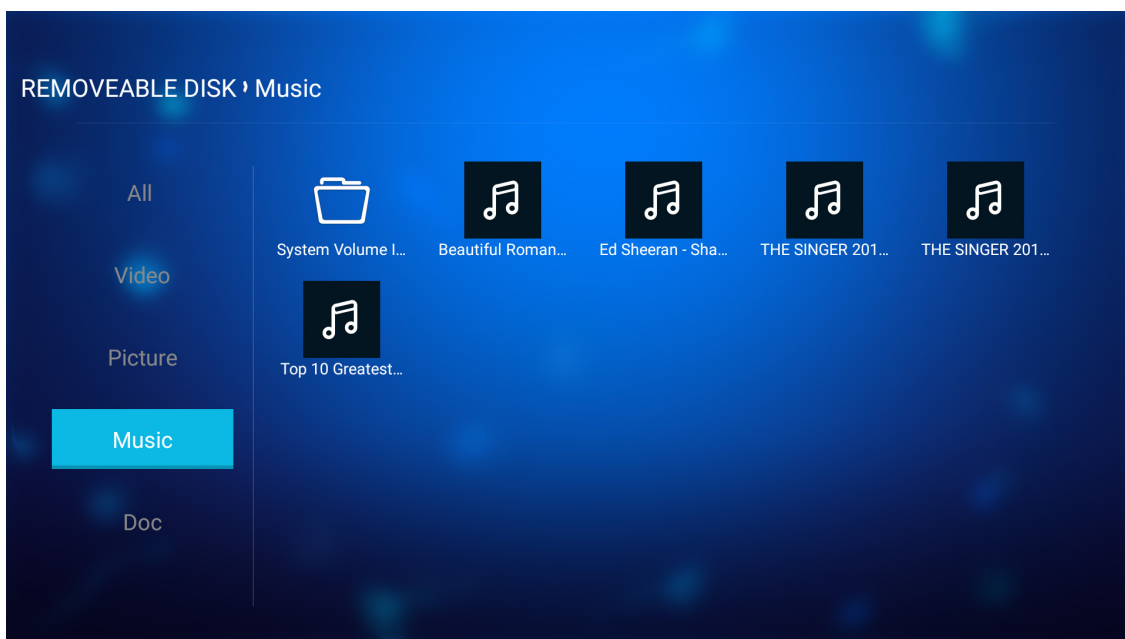 REMOVEABLE DISK Music
All
Video
Picture
Music
Doc
System Volume I...
Beautiful Roman...
Ed Sheeran - Sha...
THE SINGER 201...
THE SINGER 201...
Top 10 Greatest...